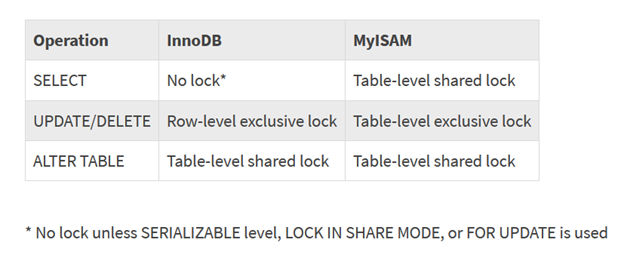 Operation InnoDB MyISAM
SELECT No lock* Table-level shared lock
UPDATE/DELETE Row-level exclusive lock Table-level exclusive lock
ALTER TABLE Table-level shared lock Table-level shared lock
* No lock unless SERIALIZABLE level, LOCK IN SHARE MODE, or FOR UPDATE is used